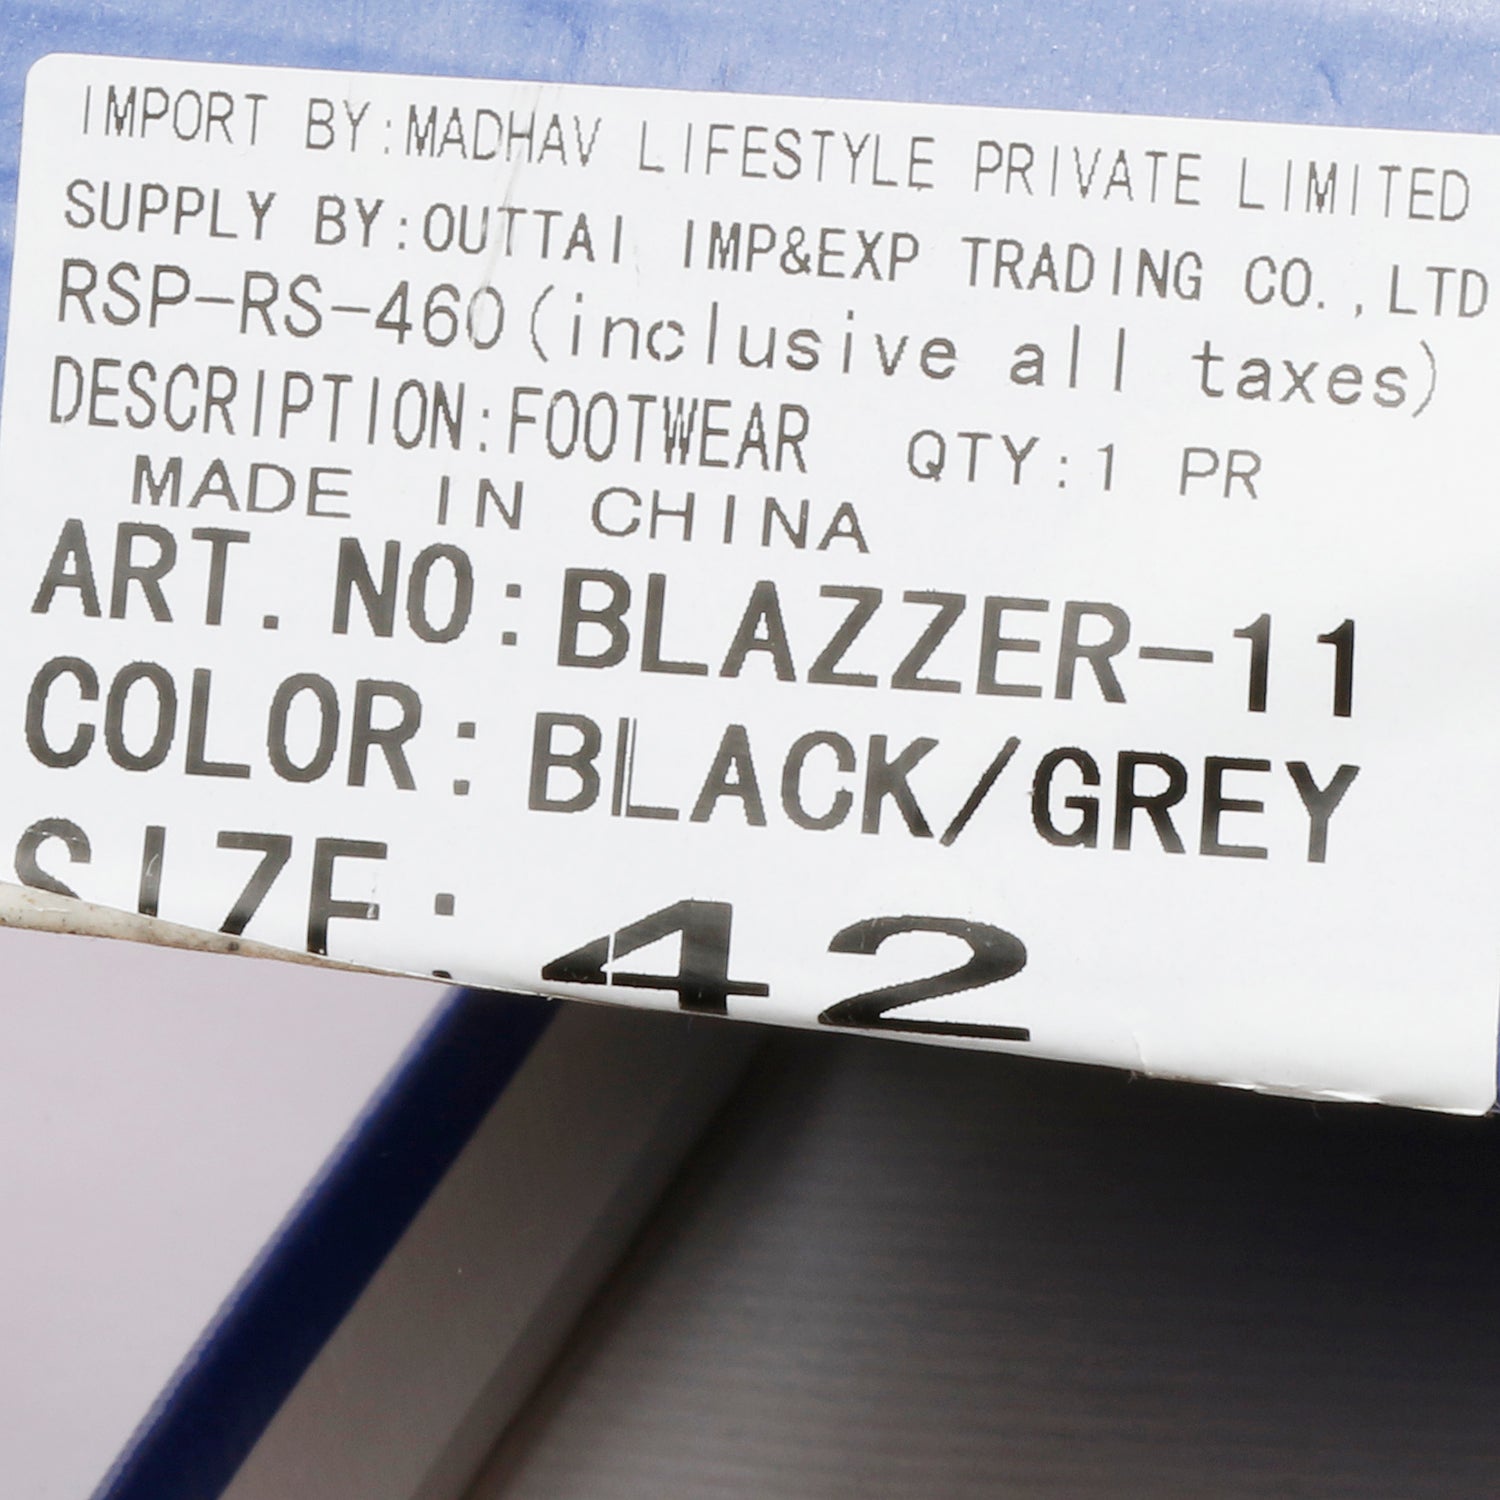 IMPORT BY:MADHAV LIFESTYLE PRIVATE LIMITED
SUPPLY BY:OUTTAI IMP&EXP TRADING CO.,LTD
RSP-RS-460(inclusive all taxes)
DESCRIPTION:FOOTWEAR QTY:1 PR
MADE IN CHINA
ART.NO:BLAZZER-11
COLOR:BLACK/GREY
SIZE:42